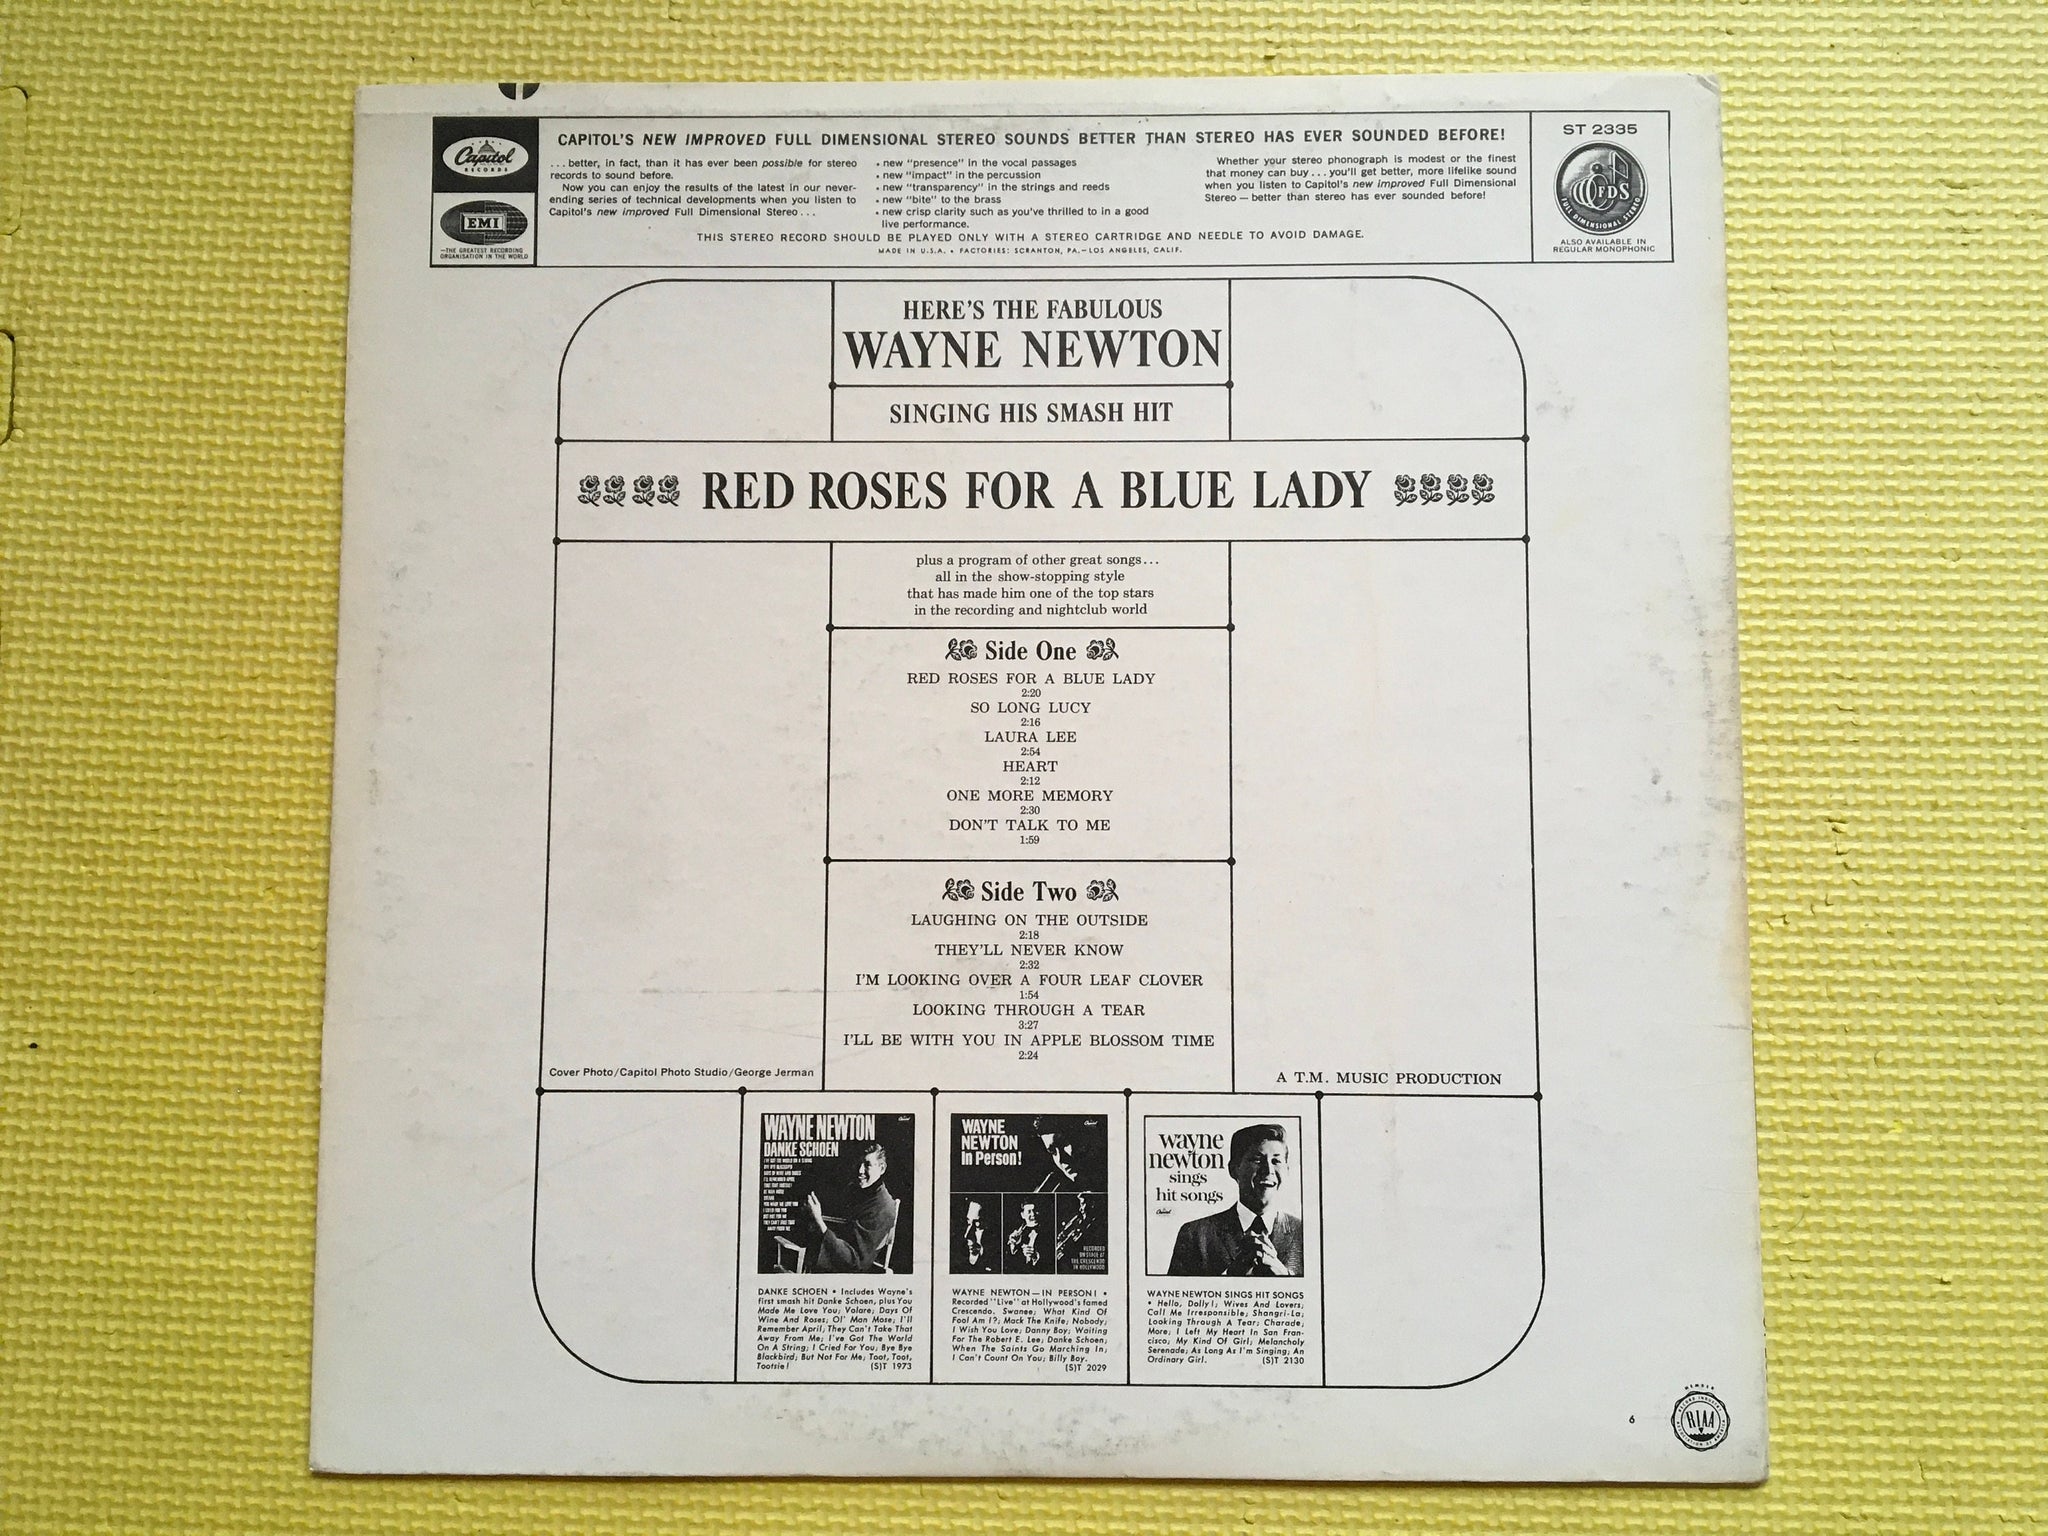 CAPITOL'S NEW IMPROVED FULL DIMENSIONAL STEREO SOUNDS BETTER THAN STEREO HAS EVER SOUNDED BEFORE!
Capitol
RECORDS
EMI
—THE GREATEST RECORDING
ORGANISATION IN THE WORLD
... better, in fact, than it has ever been possible for stereo
records to sound before.
Now you can enjoy the results of the latest in our never-
ending series of technical developments when you listen to
Capitol's new improved Full Dimensional Stereo...
• new "presence" in the vocal passages
• new "impact" in the percussion
• new "transparency" in the strings and reeds
• new "bite" to the brass
• new crisp clarity such as you've thrilled to in a good
live performance.
Whether your stereo phonograph is modest or the finest
that money can buy... you'll get better, more lifelike sound
when you listen to Capitol's new improved Full Dimensional
Stereo — better than stereo has ever sounded before!
THIS STEREO RECORD SHOULD BE PLAYED ONLY WITH A STEREO CARTRIDGE AND NEEDLE TO AVOID DAMAGE.
MADE IN U.S.A. • FACTORIES: SCRANTON, PA.—LOS ANGELES, CALIF.
ST 2335
FDS
FULL DIMENSIONAL STEREO
ALSO AVAILABLE IN
REGULAR MONOPHONIC
HERE'S THE FABULOUS
WAYNE NEWTON
SINGING HIS SMASH HIT
RED ROSES FOR A BLUE LADY
plus a program of other great songs...
all in the show-stopping style
that has made him one of the top stars
in the recording and nightclub world
Side One
RED ROSES FOR A BLUE LADY
2:20
SO LONG LUCY
2:16
LAURA LEE
2:54
HEART
2:12
ONE MORE MEMORY
2:30
DON'T TALK TO ME
1:59
Side Two
LAUGHING ON THE OUTSIDE
2:18
THEY'LL NEVER KNOW
2:32
I'M LOOKING OVER A FOUR LEAF CLOVER
1:54
LOOKING THROUGH A TEAR
3:27
I'LL BE WITH YOU IN APPLE BLOSSOM TIME
2:24
Cover Photo/Capitol Photo Studio/George Jerman
A T.M. MUSIC PRODUCTION
WAYNE NEWTON
DANKE SCHOEN
WAYNE
NEWTON
In Person!
RECORDED
ON STAGE AT
THE CRESCENDO
IN HOLLYWOOD
wayne
newton
sings
hit songs
Capitol
DANKE SCHOEN • Includes Wayne's
first smash hit Danke Schoen, plus You
Made Me Love You; Volare; Days Of
Wine And Roses; Ol' Man Mose; I'll
Remember April; They Can't Take That
Away From Me; I've Got The World
On A String; I Cried For You; Bye Bye
Blackbird; But Not For Me; Toot, Toot,
Tootsie! (S)T 1973
WAYNE NEWTON—IN PERSON! •
Recorded "Live" at Hollywood's famed
Crescendo. Swanee; What Kind Of
Fool Am I?; Mack The Knife; Nobody;
I Wish You Love; Danny Boy; Waiting
For The Robert E. Lee; Danke Schoen;
When The Saints Go Marching In;
I Can't Count On You; Billy Boy.
(S)T 2029
WAYNE NEWTON SINGS HIT SONGS
• Hello, Dolly!; Wives And Lovers;
Call Me Irresponsible; Shangri-La;
Looking Through A Tear; Charade;
More; I Left My Heart In San Fran-
cisco; My Kind Of Girl; Melancholy
Serenade; As Long As I'm Singing; An
Ordinary Girl. (S)T 2130
6
MEMBER
RECORD INDUSTRY
RIAA
ASSOCIATION OF AMERICA